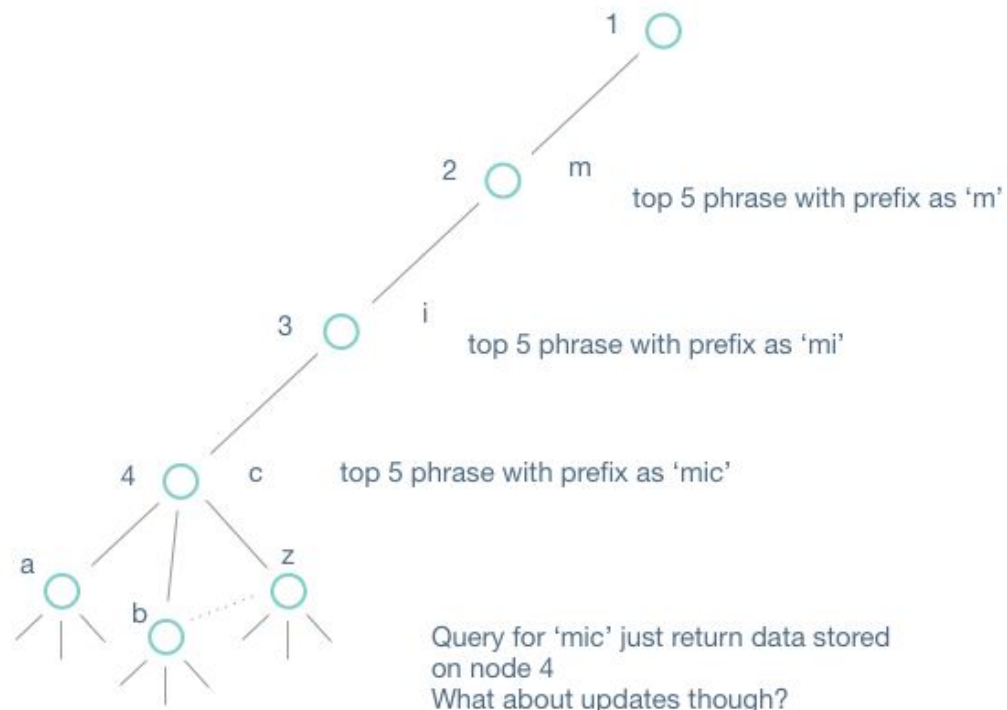 1
2
m
top 5 phrase with prefix as ‘m’
3
i
top 5 phrase with prefix as ‘mi’
4
c
top 5 phrase with prefix as ‘mic’
a
b
z
Query for ‘mic’ just return data stored
on node 4
What about updates though?